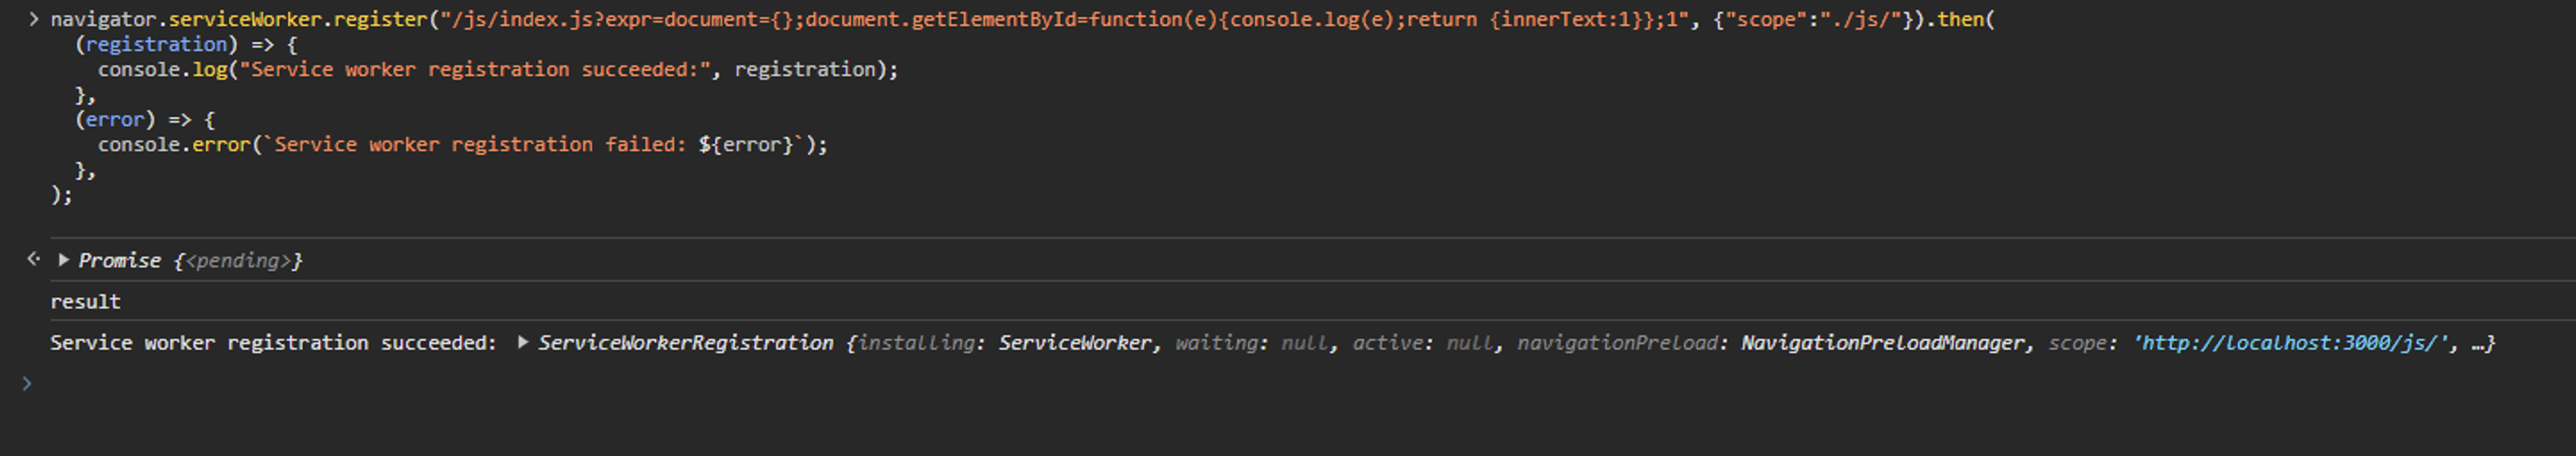 > navigator.serviceWorker.register("/js/index.js?expr=document={};document.getElementById=function(e){console.log(e);return {innerText:1}};1", {"scope":"./js/"}).then(
(registration) => {
console.log("Service worker registration succeeded:", registration);
},
(error) => {
console.error(`Service worker registration failed: ${error}`);
},
);
Promise {<pending>}
result
Service worker registration succeeded: ServiceWorkerRegistration {installing: ServiceWorker, waiting: null, active: null, navigationPreload: NavigationPreloadManager, scope: 'http://localhost:3000/js/', …}
>